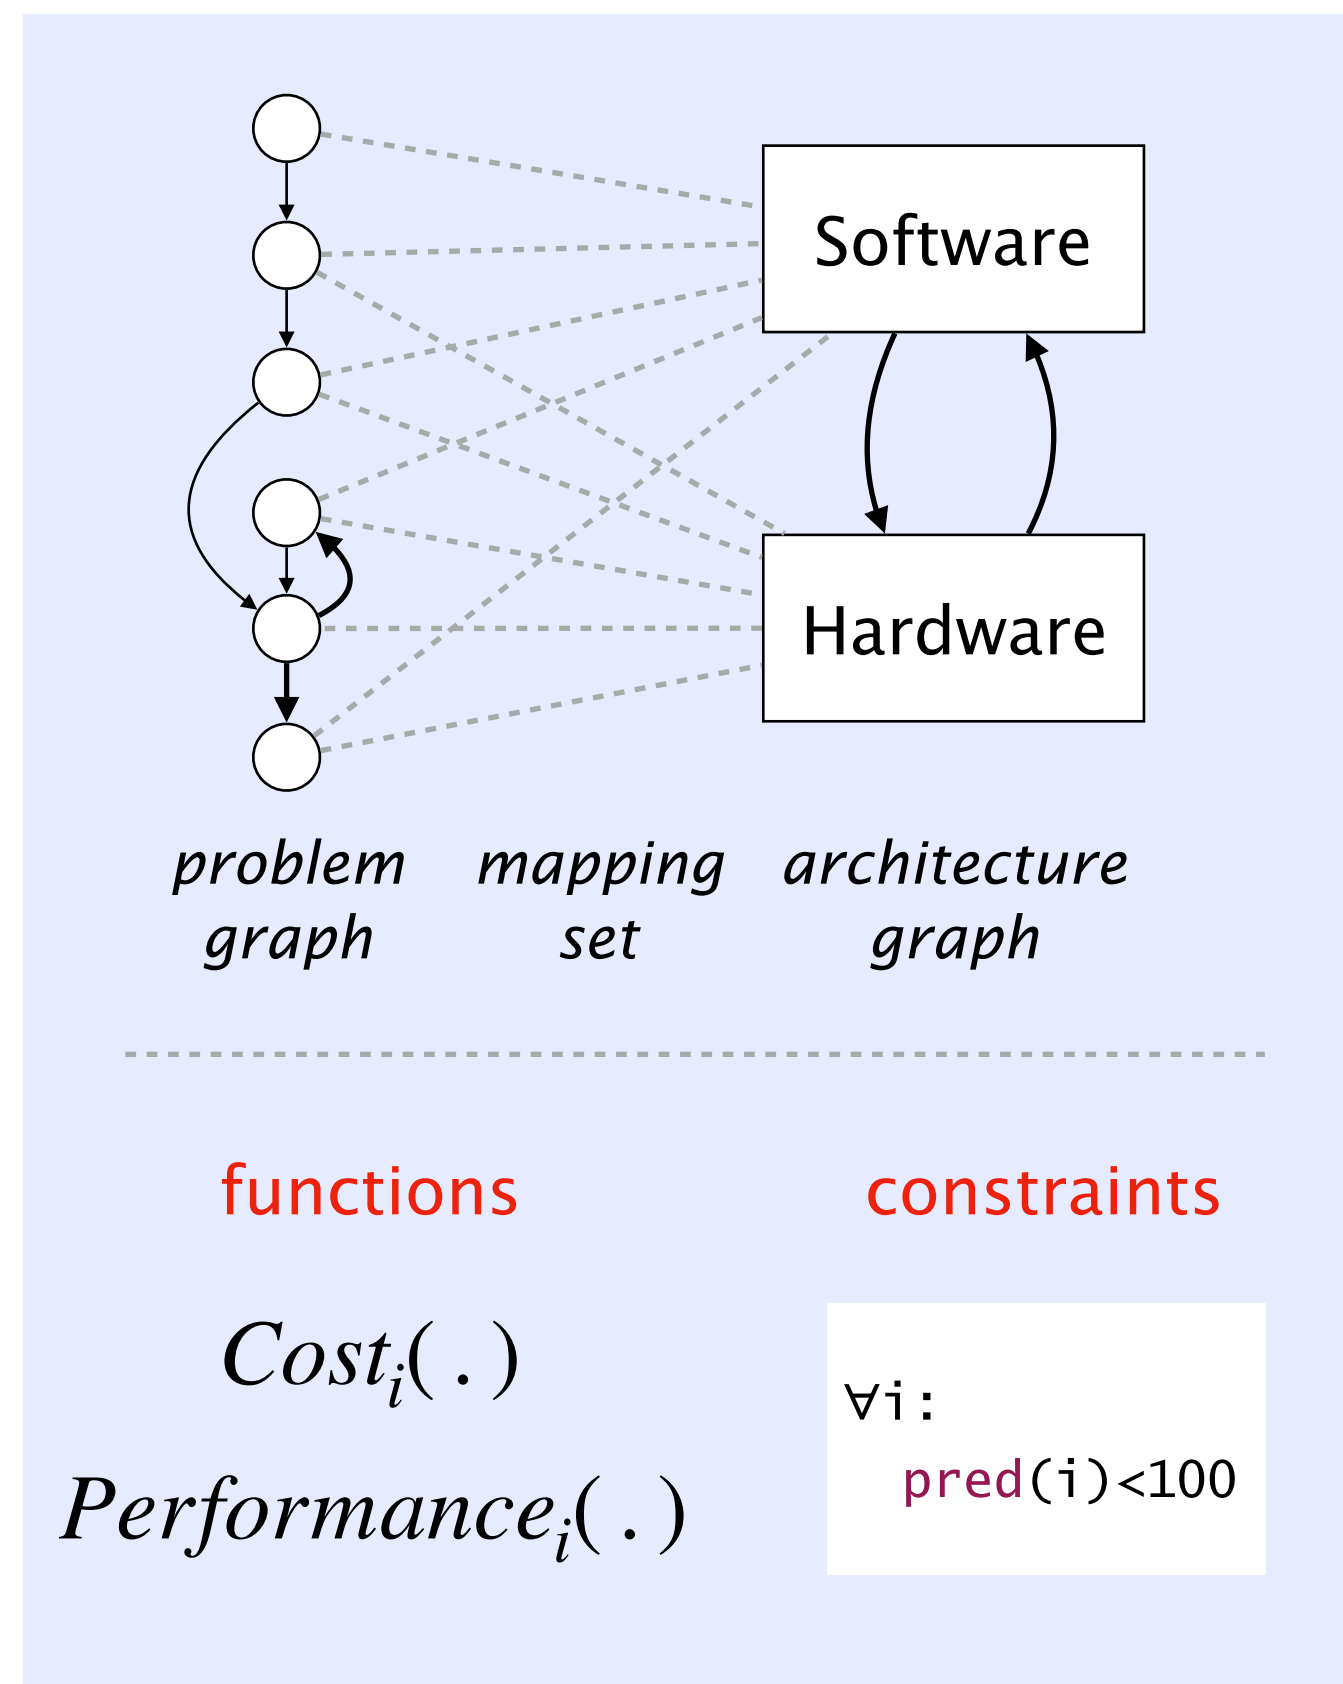 Software
Hardware
problem graph
mapping set
architecture graph
functions
constraints
Cost_i(.)
Performance_i(.)
∀i:
pred(i)<100